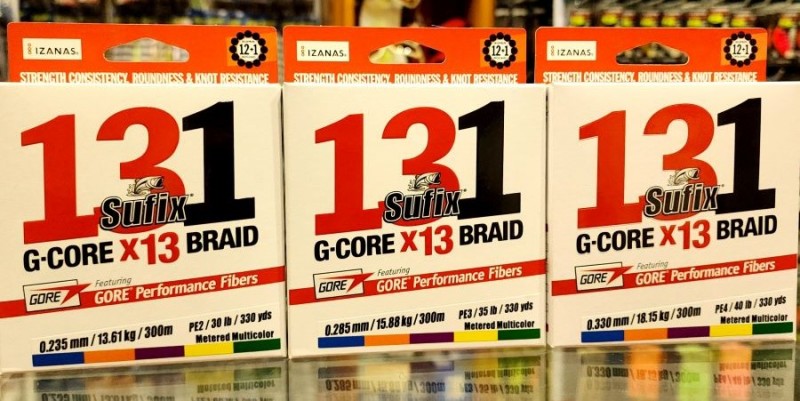 IZANAS
12+1
STRENGTH CONSISTENCY, ROUNDNESS & KNOT RESISTANCE
131
Sufix
G-CORE x13 BRAID
GORE
Featuring
GORE Performance Fibers
0.235 mm / 13.61 kg / 300m
PE2 / 30 lb / 330 yds
Metered Multicolor
IZANAS
12+1
STRENGTH CONSISTENCY, ROUNDNESS & KNOT RESISTANCE
131
Sufix
G-CORE x13 BRAID
GORE
Featuring
GORE Performance Fibers
0.285 mm / 15.88 kg / 300m
PE3 / 35 lb / 330 yds
Metered Multicolor
IZANAS
12+1
STRENGTH CONSISTENCY, ROUNDNESS & KNOT RESISTANCE
131
Sufix
G-CORE x13 BRAID
GORE
Featuring
GORE Performance Fibers
0.330 mm / 18.15 kg / 300m
PE4 / 40 lb / 330 yds
Metered Multicolor